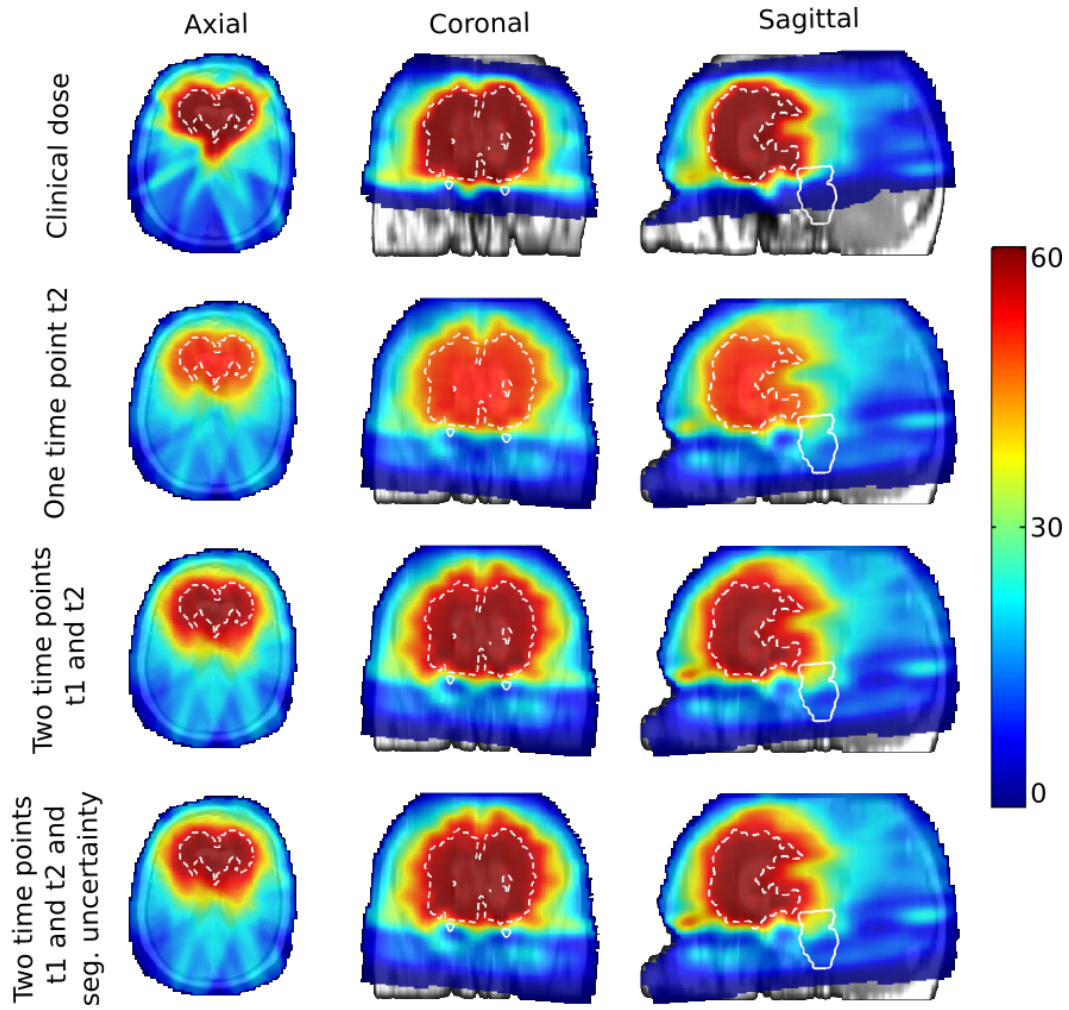 Axial
Coronal
Sagittal
Clinical dose
One time point t2
Two time points
t1 and t2
Two time points
t1 and t2 and
seg. uncertainty
60
30
0